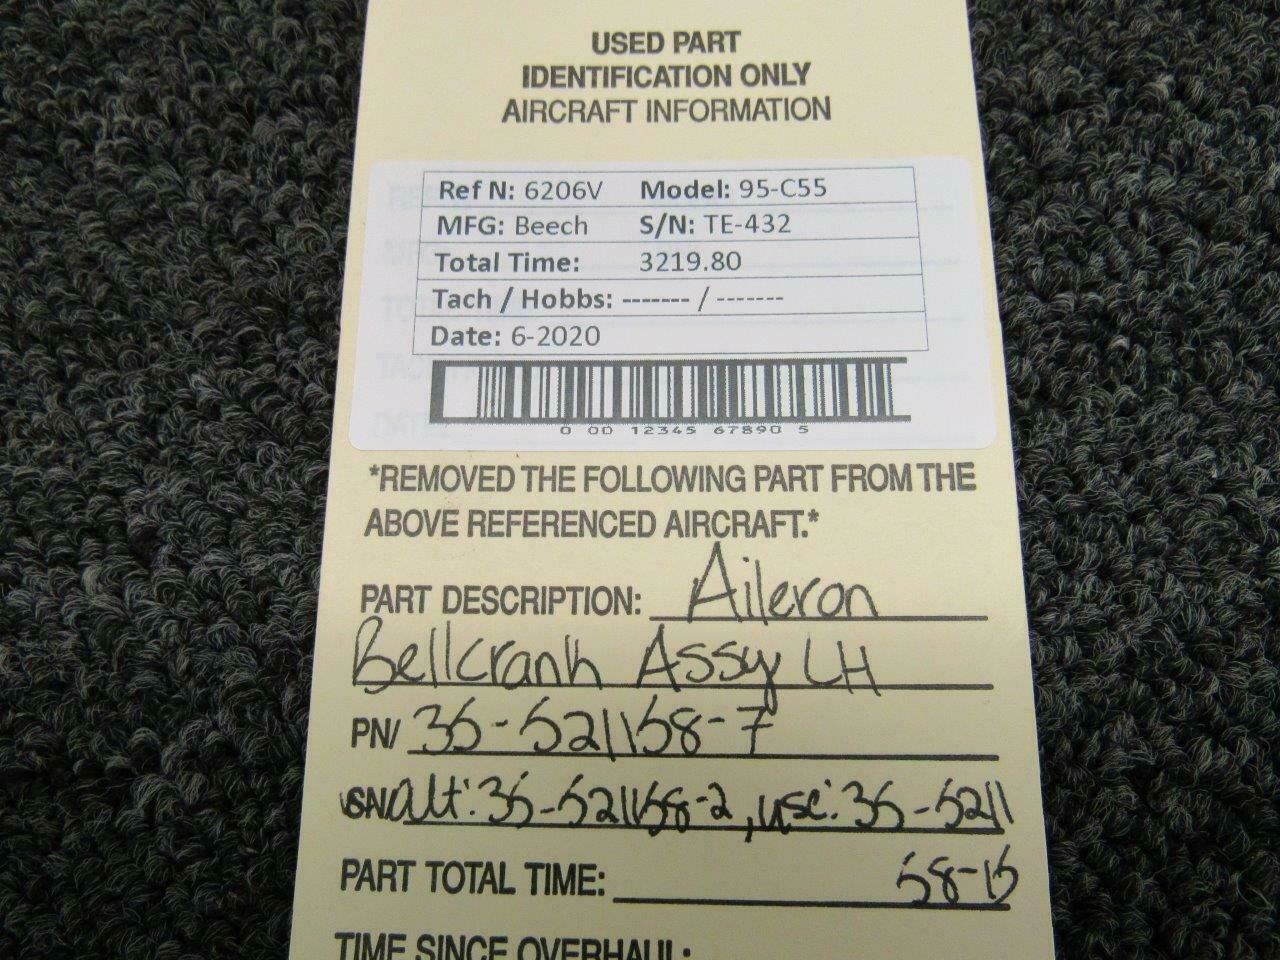 USED PART
IDENTIFICATION ONLY
AIRCRAFT INFORMATION
Ref N: 6206V Model: 95-C55
MFG: Beech S/N: TE-432
Total Time: 3219.80
Tach / Hobbs: ------- / -------
Date: 6-2020
0 00 12345 67890 5
*REMOVED THE FOLLOWING PART FROM THE
ABOVE REFERENCED AIRCRAFT.*
PART DESCRIPTION: Aileron
Bellcrank Assy LH
PN/ 35-521158-7
SN/ alt: 35-521158-2, use: 35-5211
PART TOTAL TIME: 58-15
TIME SINCE OVERHAUL: